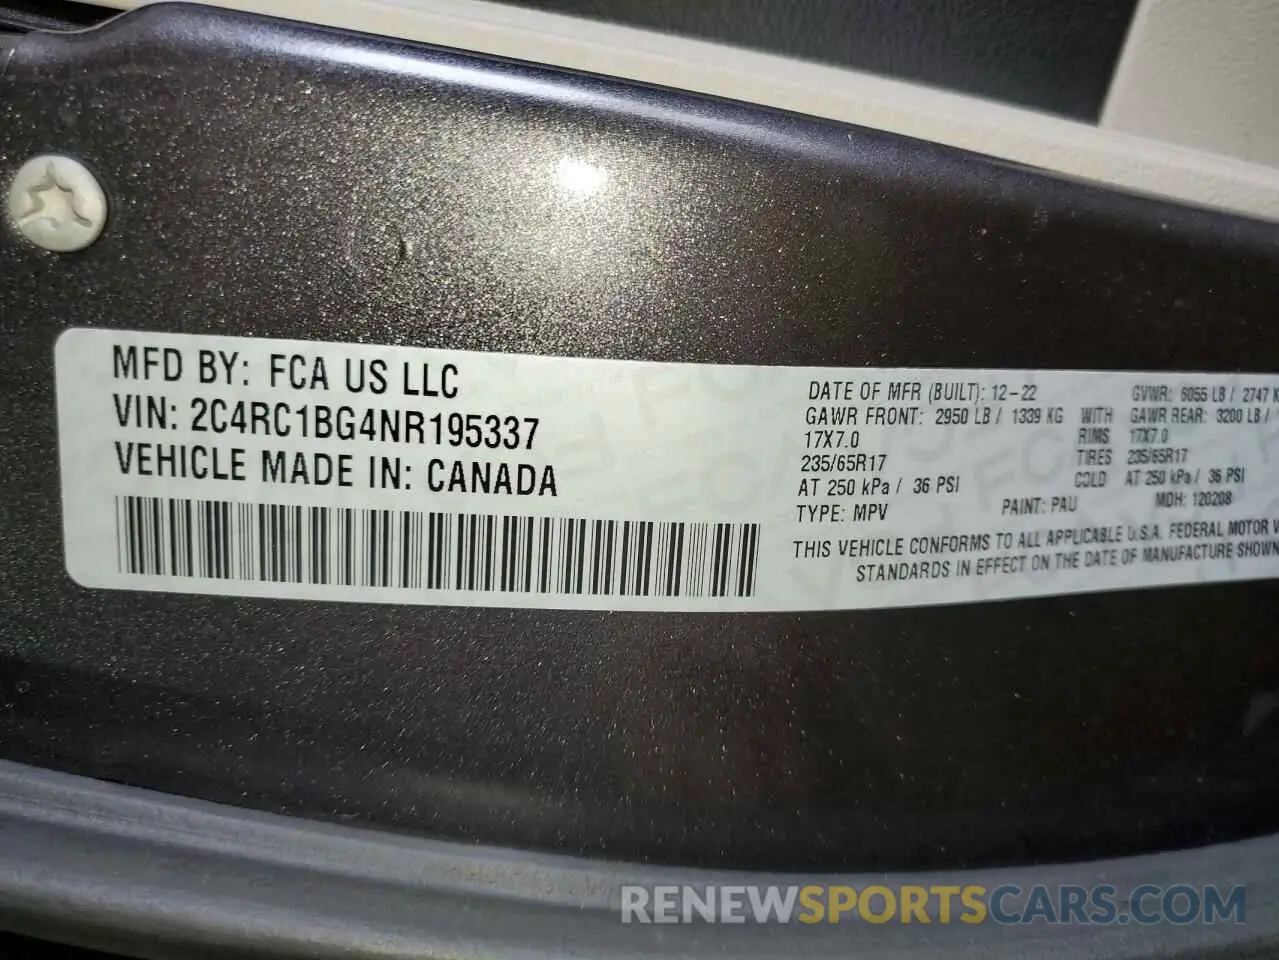 MFD BY: FCA US LLC
VIN: 2C4RC1BG4NR195337
VEHICLE MADE IN: CANADA
DATE OF MFR (BUILT): 12-22 GVWR: 6055 LB / 2747 K
GAWR FRONT: 2950 LB / 1339 KG WITH GAWR REAR: 3200 LB /
17X7.0 RIMS 17X7.0
235/65R17 TIRES 235/65R17
AT 250 kPa / 36 PSI COLD AT 250 kPa / 36 PSI
TYPE: MPV PAINT: PAU MDH: 120208
THIS VEHICLE CONFORMS TO ALL APPLICABLE U.S.A. FEDERAL MOTOR V
STANDARDS IN EFFECT ON THE DATE OF MANUFACTURE SHOWN
RENEWSPORTSCARS.COM